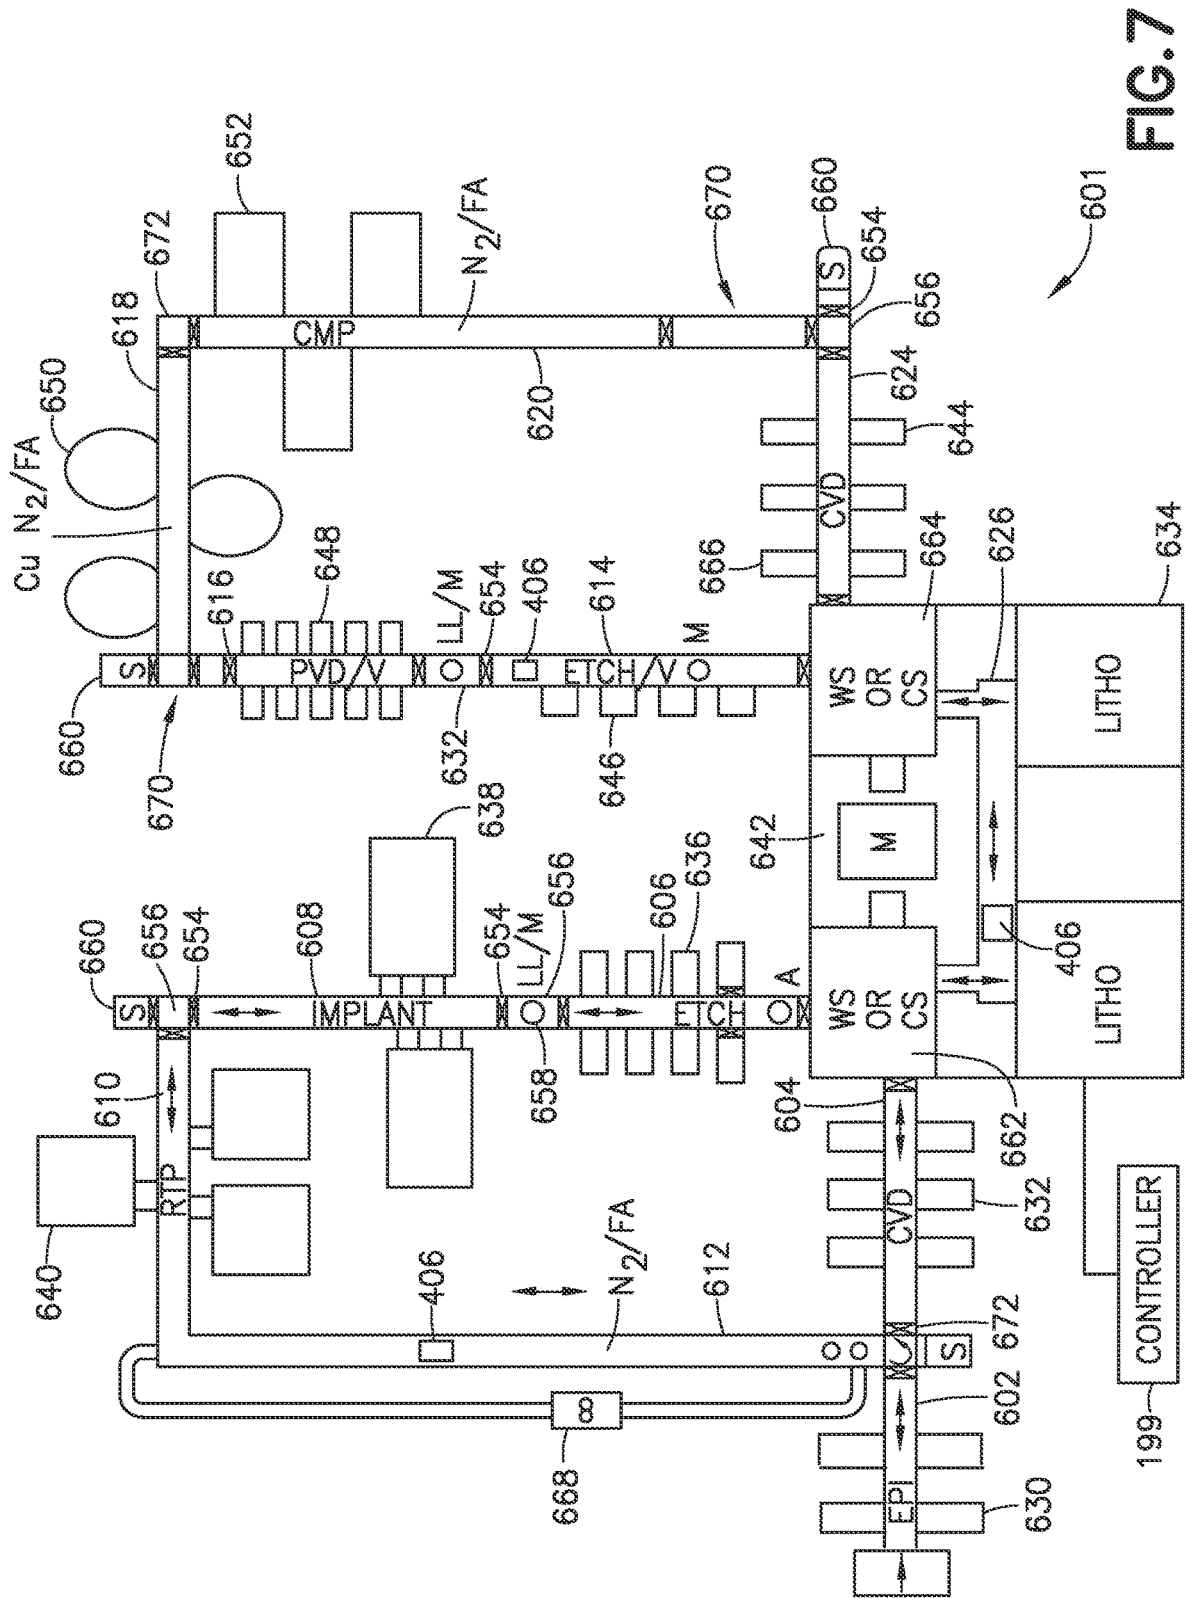 FIG.7
652
672
N2/FA
670
660
618
650
Cu N2/FA
CMP
620
S
654
656
601
624
644
616
648
LL/M
654
406
614
M
666
CVD
664
626
634
660
S
PVD/V
ETCH/V
670
632
646
WS
OR
CS
LITHO
638
642
M
660
656
654
608
654
LL/M
656
606
636
A
406
S
IMPLANT
ETCH
WS
OR
CS
LITHO
610
658
604
662
640
RTP
CVD
632
CONTROLLER
199
406
N2/FA
612
672
S
8
668
602
EPI
630